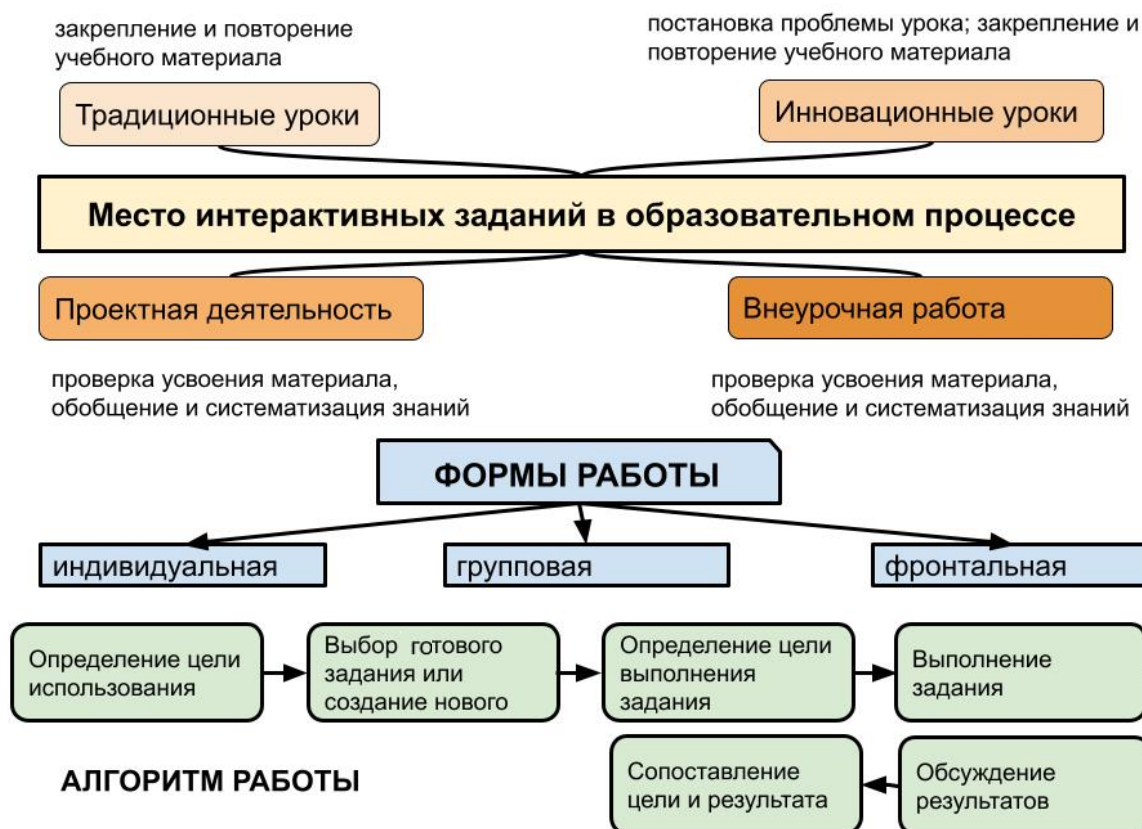 закрепление и повторение
учебного материала
постановка проблемы урока; закрепление и
повторение учебного материала
Традиционные уроки
Инновационные уроки
Место интерактивных заданий в образовательном процессе
Проектная деятельность
Внеурочная работа
проверка усвоения материала,
обобщение и систематизация знаний
проверка усвоения материала,
обобщение и систематизация знаний
ФОРМЫ РАБОТЫ
индивидуальная
групповая
фронтальная
Определение цели
использования
Выбор готового
задания или
создание нового
Определение цели
выполнения
задания
Выполнение
задания
АЛГОРИТМ РАБОТЫ
Сопоставление
цели и результата
Обсуждение
результатов